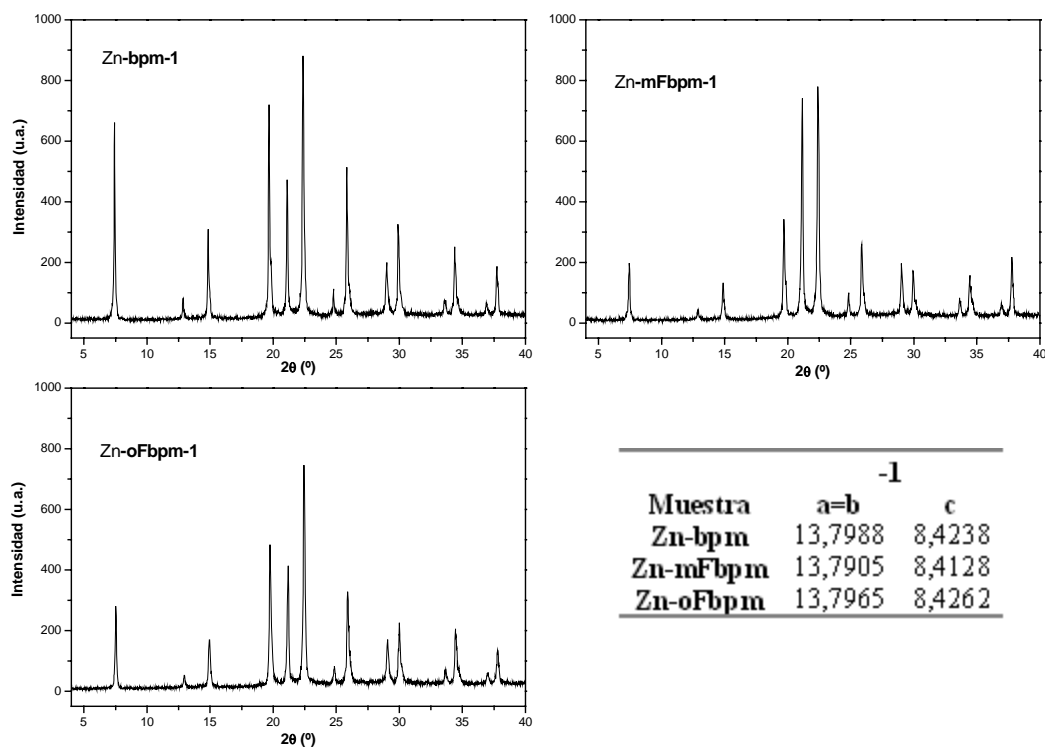 1000
800
600
400
200
0
Intensidad (u.a.)
Zn-bpm-1
5 10 15 20 25 30 35 40
2θ (º)
1000
800
600
400
200
0
Zn-mFbpm-1
5 10 15 20 25 30 35 40
2θ (º)
1000
800
600
400
200
0
Intensidad (u.a.)
Zn-oFbpm-1
5 10 15 20 25 30 35 40
2θ (º)
-1
Muestra a=b c
Zn-bpm 13,7988 8,4238
Zn-mFbpm 13,7905 8,4128
Zn-oFbpm 13,7965 8,4262